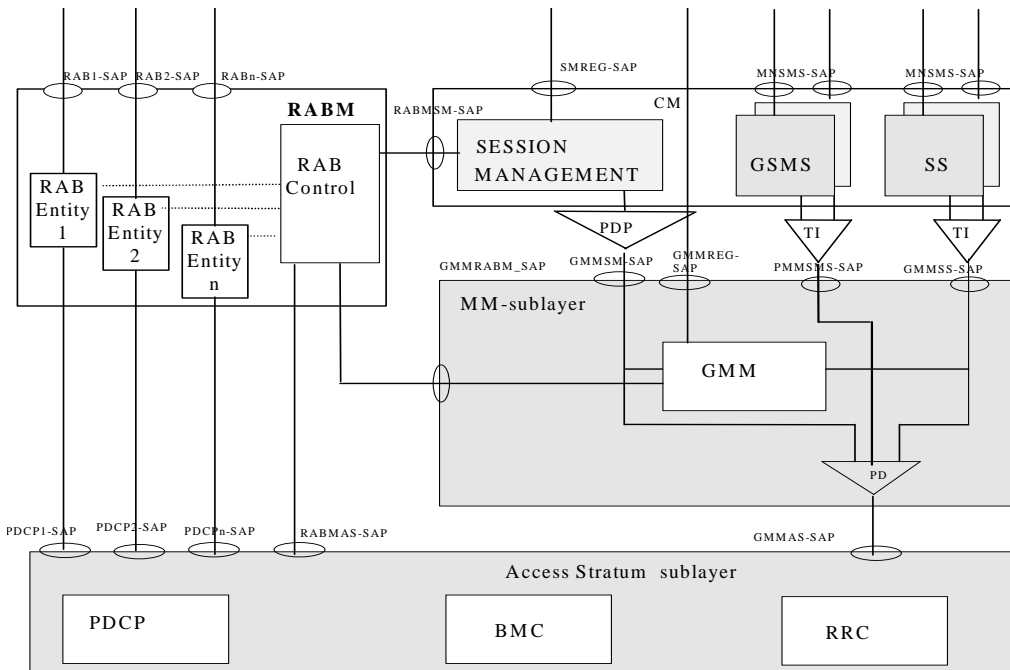 RAB1-SAP
RAB2-SAP
RABn-SAP
SMREG-SAP
MNSMS-SAP
MNSMS-SAP
RABM
RABMSM-SAP
CM
RAB
Control
SESSION
MANAGEMENT
GSMS
SS
RAB
Entity
1
RAB
Entity
2
RAB
Entity
n
PDP
TI
TI
GMMRABM_SAP
GMMSM-SAP
GMMREG-
SAP
PMMSMS-SAP
GMMSS-SAP
MM-sublayer
GMM
PD
PDCP1-SAP
PDCP2-SAP
PDCPn-SAP
RABMAS-SAP
GMMAS-SAP
Access Stratum sublayer
PDCP
BMC
RRC